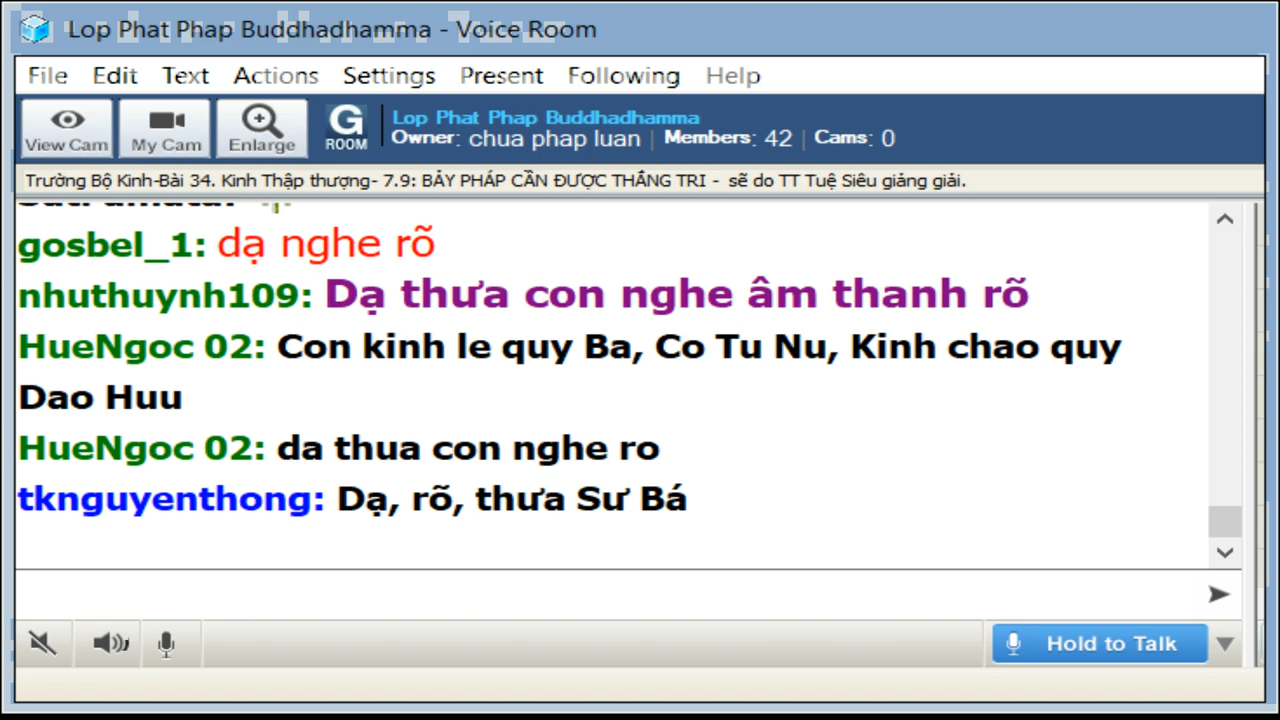 Lop Phat Phap Buddhadhamma - Voice Room
File Edit Text Actions Settings Present Following Help
View Cam My Cam Enlarge G ROOM
Lop Phat Phap Buddhadhamma
Owner: chua phap luan | Members: 42 | Cams: 0
Trường Bộ Kinh-Bài 34. Kinh Thập thượng- 7.9: BẢY PHÁP CẦN ĐƯỢC THẮNG TRI - sẽ do TT Tuệ Siêu giảng giải.
gosbel_1: dạ nghe rõ
nhuthuynh109: Dạ thưa con nghe âm thanh rõ
HueNgoc 02: Con kinh le quy Ba, Co Tu Nu, Kinh chao quy
Dao Huu
HueNgoc 02: da thua con nghe ro
tknguyenthong: Dạ, rõ, thưa Sư Bá
Hold to Talk